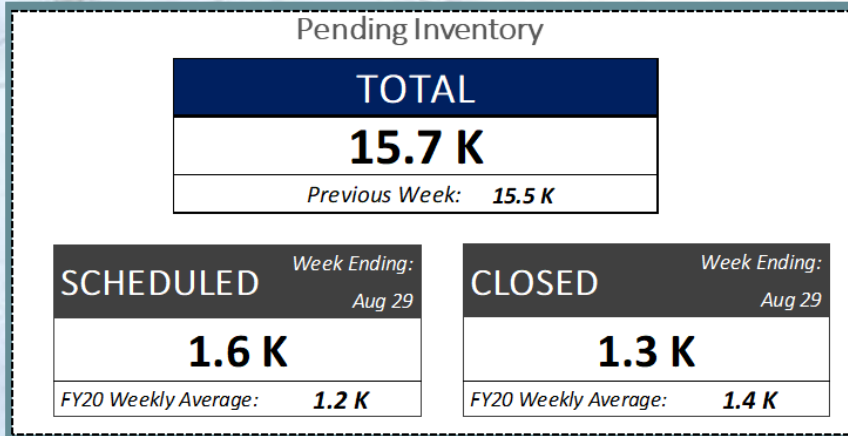 Pending Inventory
TOTAL
15.7 K
Previous Week: 15.5 K
SCHEDULED Week Ending:
Aug 29
1.6 K
FY20 Weekly Average: 1.2 K
CLOSED Week Ending:
Aug 29
1.3 K
FY20 Weekly Average: 1.4 K